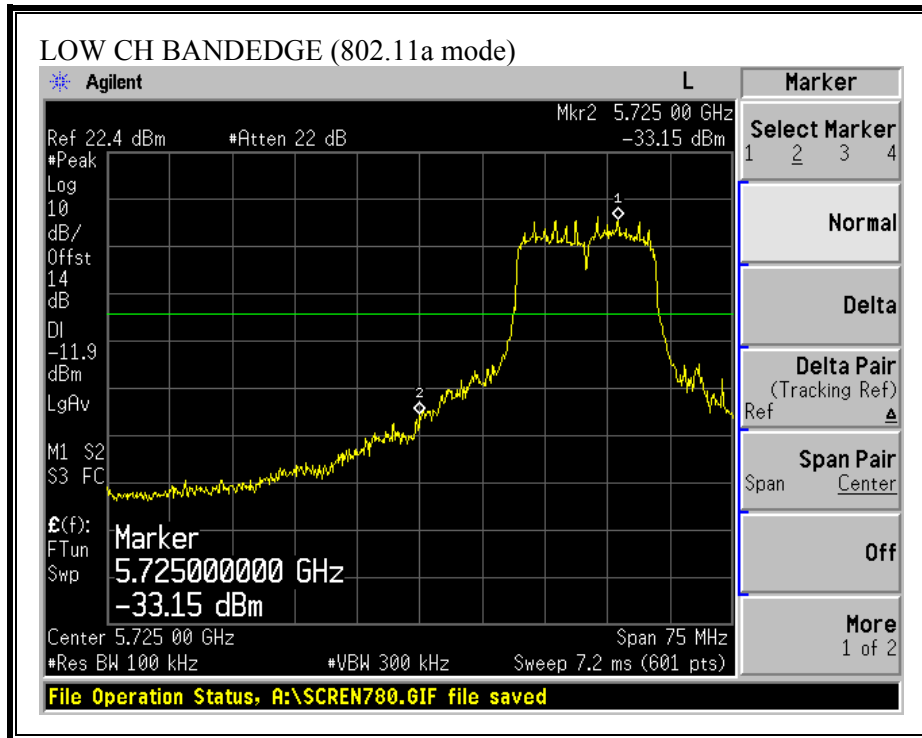 LOW CH BANDEDGE (802.11a mode)
Agilent L Marker
Mkr2 5.725 00 GHz
Ref 22.4 dBm #Atten 22 dB -33.15 dBm
Select Marker
1 2 3 4
#Peak
Log
10
dB/
Offst
14
dB
DI
-11.9
dBm
LgAv
M1 S2
S3 FC
£(f):
FTun
Swp
1
2
Marker
5.725000000 GHz
-33.15 dBm
Center 5.725 00 GHz Span 75 MHz
#Res BW 100 kHz #VBW 300 kHz Sweep 7.2 ms (601 pts)
Normal
Delta
Delta Pair
(Tracking Ref)
Ref Δ
Span Pair
Span Center
Off
More
1 of 2
File Operation Status, A:\SCREN780.GIF file saved